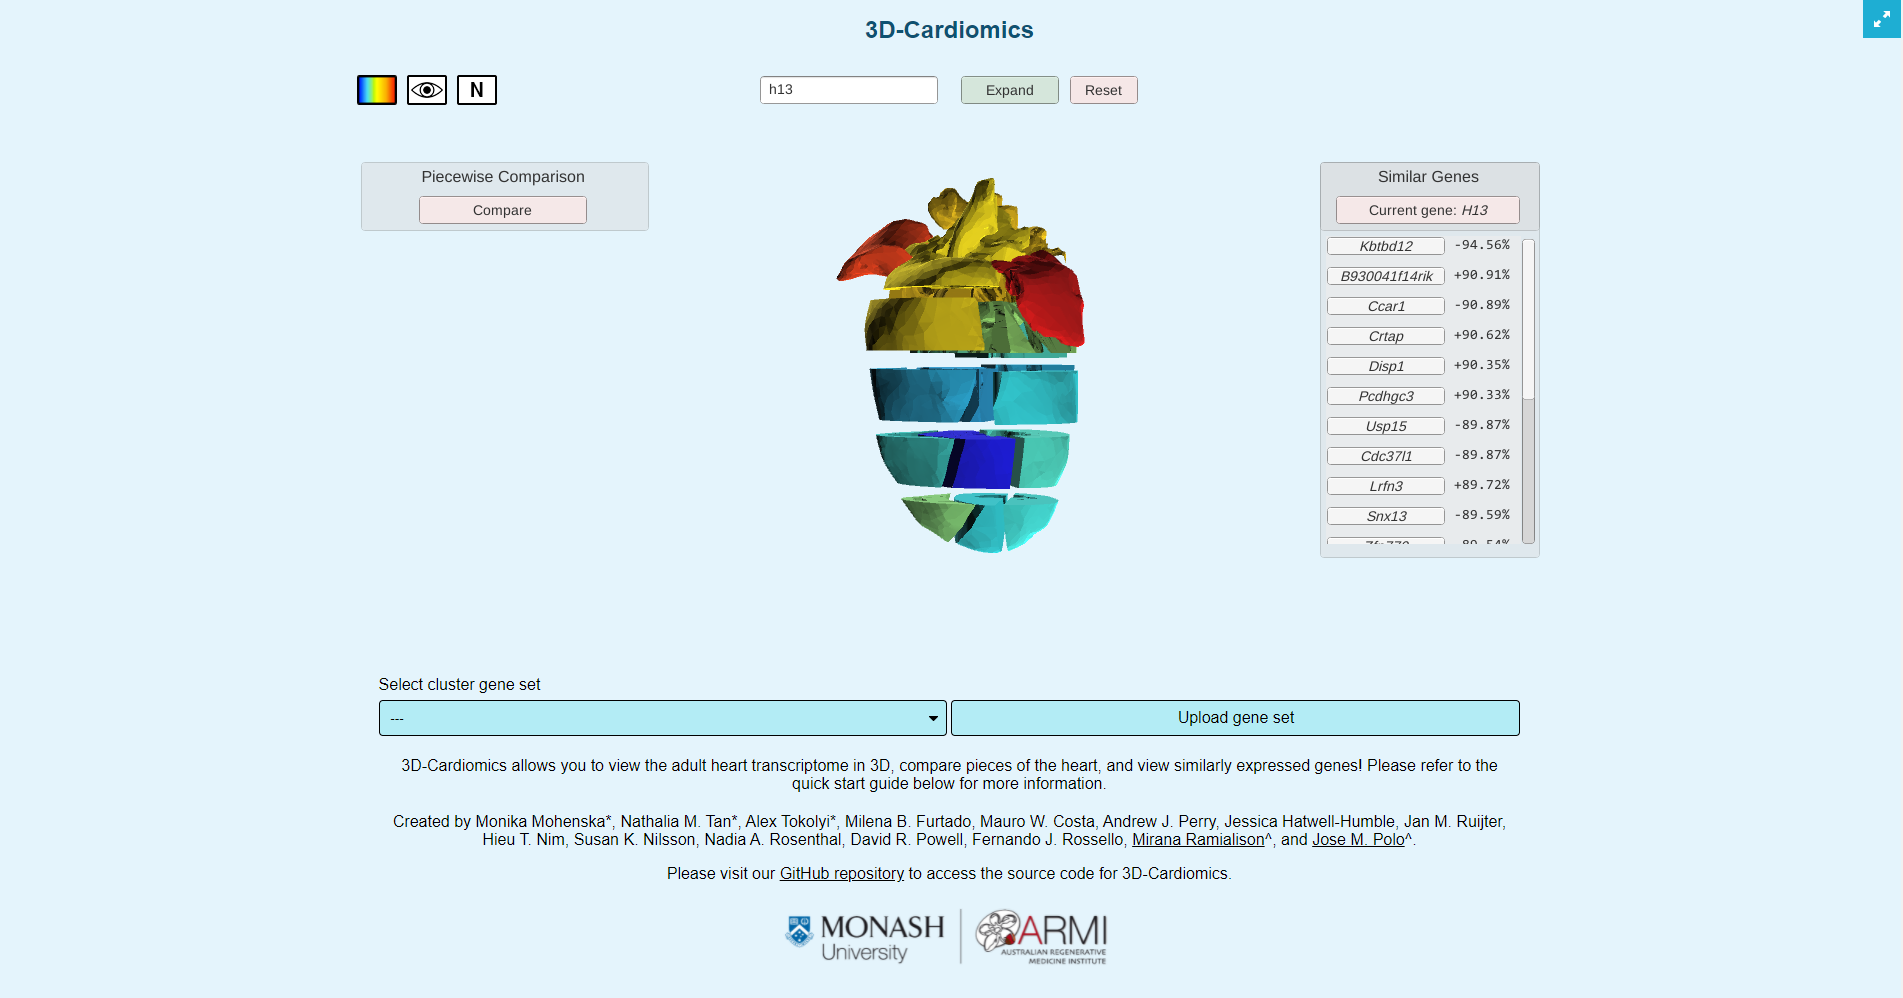 3D-Cardiomics
N
h13
Expand
Reset
Piecewise Comparison
Compare
Similar Genes
Current gene: H13
Kbtbd12 -94.56%
B930041f14rik +90.91%
Ccar1 -90.89%
Crtap +90.62%
Disp1 +90.35%
Pcdhgc3 +90.33%
Usp15 -89.87%
Cdc37l1 -89.87%
Lrfn3 +89.72%
Snx13 -89.59%
Select cluster gene set
---
Upload gene set
3D-Cardiomics allows you to view the adult heart transcriptome in 3D, compare pieces of the heart, and view similarly expressed genes! Please refer to the
quick start guide below for more information.
Created by Monika Mohenska*, Nathalia M. Tan*, Alex Tokolyi*, Milena B. Furtado, Mauro W. Costa, Andrew J. Perry, Jessica Hatwell-Humble, Jan M. Ruijter,
Hieu T. Nim, Susan K. Nilsson, Nadia A. Rosenthal, David R. Powell, Fernando J. Rossello, Mirana Ramialison^, and Jose M. Polo^.
Please visit our GitHub repository to access the source code for 3D-Cardiomics.
MONASH
University
ARMI
AUSTRALIAN REGENERATIVE
MEDICINE INSTITUTE